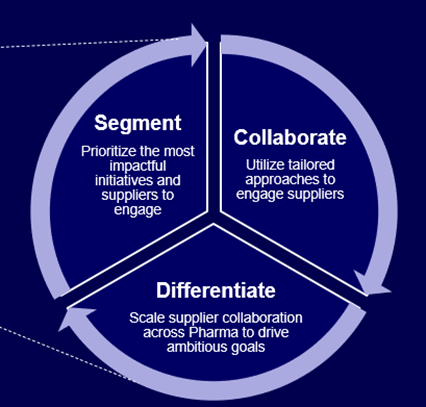 Segment
Prioritize the most
impactful
initiatives and
suppliers to
engage
Collaborate
Utilize tailored
approaches to
engage suppliers
Differentiate
Scale supplier collaboration
across Pharma to drive
ambitious goals